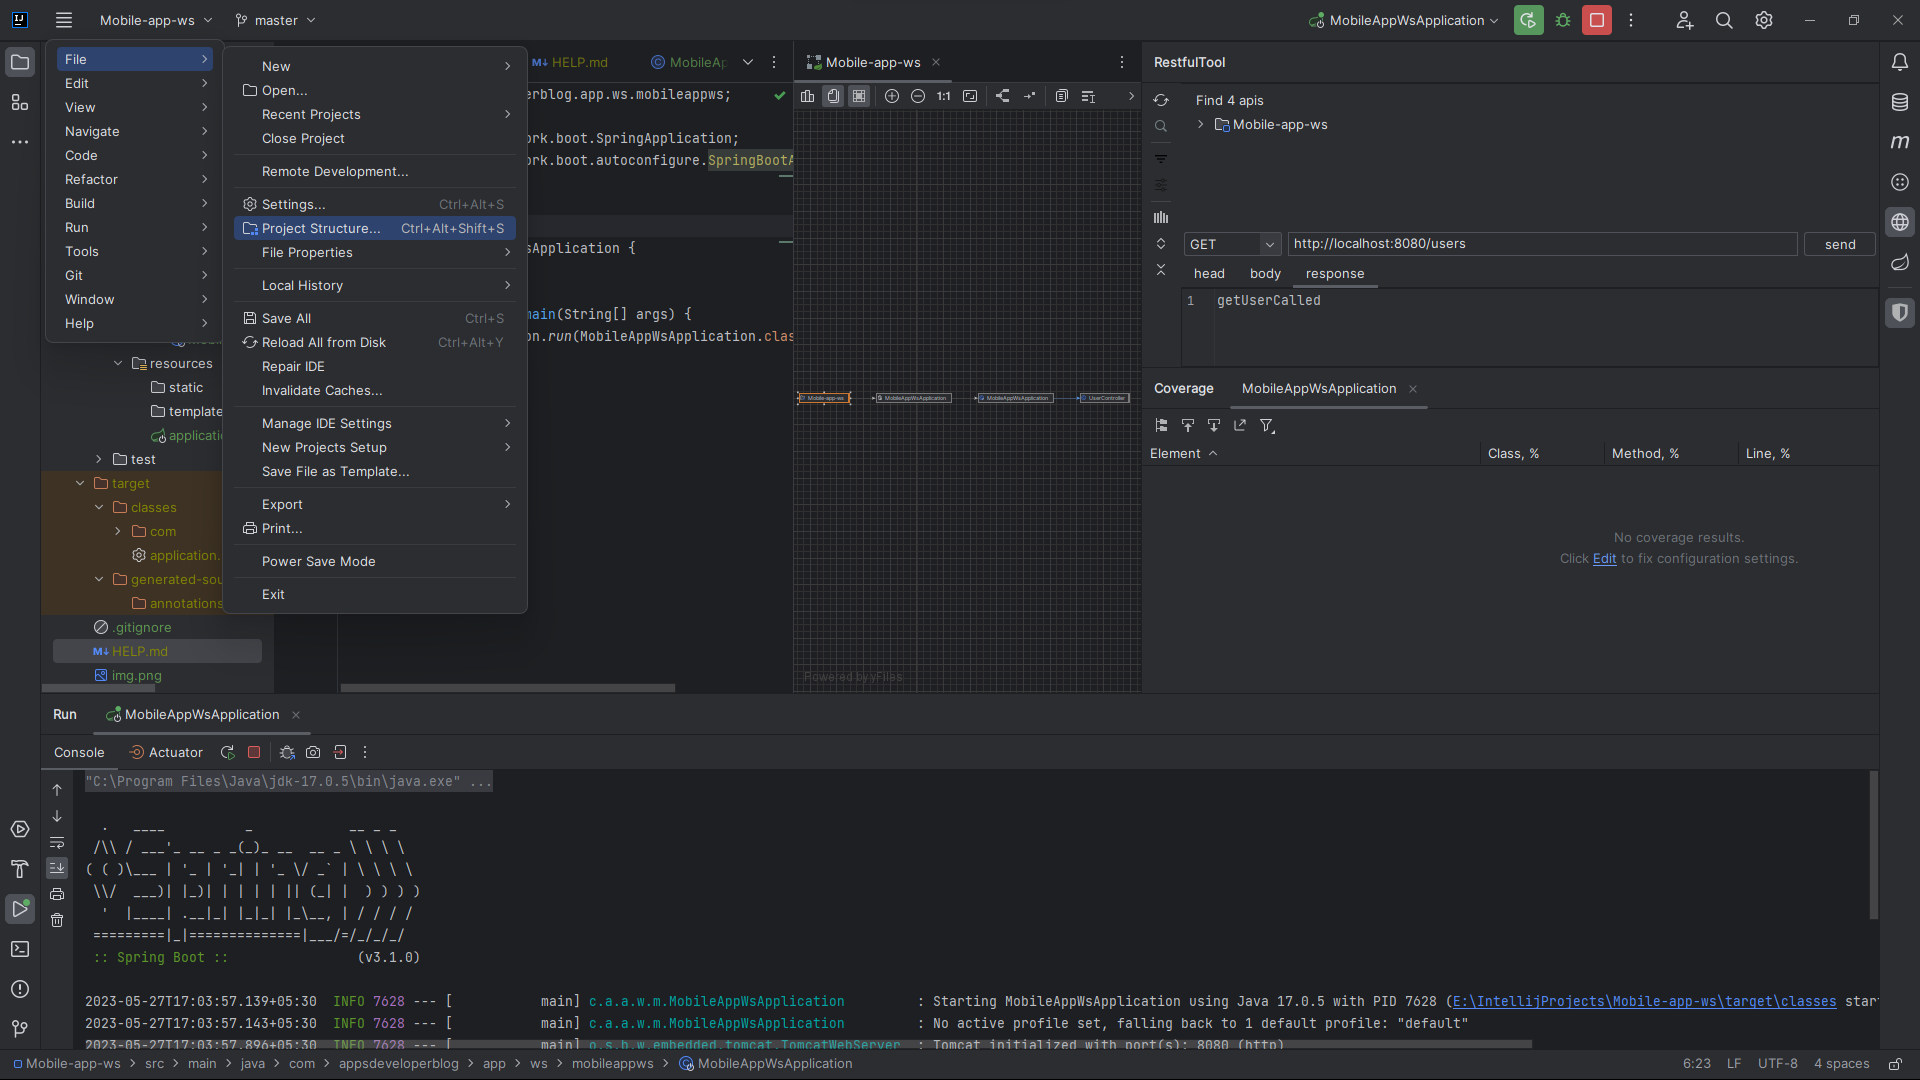 Mobile-app-ws
master
MobileAppWsApplication
File
Edit
View
Navigate
Code
Refactor
Build
Run
Tools
Git
Window
Help
New
Open...
Recent Projects
Close Project
Remote Development...
Settings... Ctrl+Alt+S
Project Structure... Ctrl+Alt+Shift+S
File Properties
Local History
Save All Ctrl+S
Reload All from Disk Ctrl+Alt+Y
Repair IDE
Invalidate Caches...
Manage IDE Settings
New Projects Setup
Save File as Template...
Export
Print...
Power Save Mode
Exit
resources
static
template
applicati
test
target
classes
com
application.
generated-sou
annotations
.gitignore
HELP.md
img.png
HELP.md
MobileAp
erblog.app.ws.mobileappws;
ork.boot.SpringApplication;
ork.boot.autoconfigure.SpringBootA
sApplication {
main(String[] args) {
on.run(MobileAppWsApplication.clas
Mobile-app-ws
1:1
Mobile-app-ws
MobileAppWsApplication
MobileAppWsApplication
UserController
Powered by yFiles
RestfulTool
Find 4 apis
Mobile-app-ws
GET
http://localhost:8080/users
send
head body response
1 getUserCalled
Coverage
MobileAppWsApplication
Element Class, % Method, % Line, %
No coverage results.
Click Edit to fix configuration settings.
Run
MobileAppWsApplication
Console
Actuator
"C:\Program Files\Java\jdk-17.0.5\bin\java.exe" ...
:: Spring Boot :: (v3.1.0)
2023-05-27T17:03:57.139+05:30 INFO 7628 --- [ main] c.a.a.w.m.MobileAppWsApplication : Starting MobileAppWsApplication using Java 17.0.5 with PID 7628 (E:\IntellijProjects\Mobile-app-ws\target\classes star
2023-05-27T17:03:57.143+05:30 INFO 7628 --- [ main] c.a.a.w.m.MobileAppWsApplication : No active profile set, falling back to 1 default profile: "default"
2023-05-27T17:03:57.896+05:30 INFO 7628 --- [ main] o.s.b.w.embedded.tomcat.TomcatWebServer : Tomcat initialized with port(s): 8080 (http)
Mobile-app-ws > src > main > java > com > appsdeveloperblog > app > ws > mobileappws > MobileAppWsApplication
6:23 LF UTF-8 4 spaces